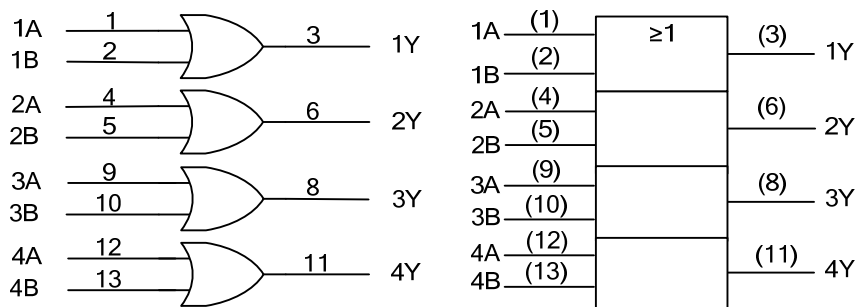 1A 1 3 1Y
1B 2
2A 4 6 2Y
2B 5
3A 9 8 3Y
3B 10
4A 12 11 4Y
4B 13
1A (1) ≥1 (3) 1Y
1B (2)
2A (4) (6) 2Y
2B (5)
3A (9) (8) 3Y
3B (10)
4A (12) (11) 4Y
4B (13)